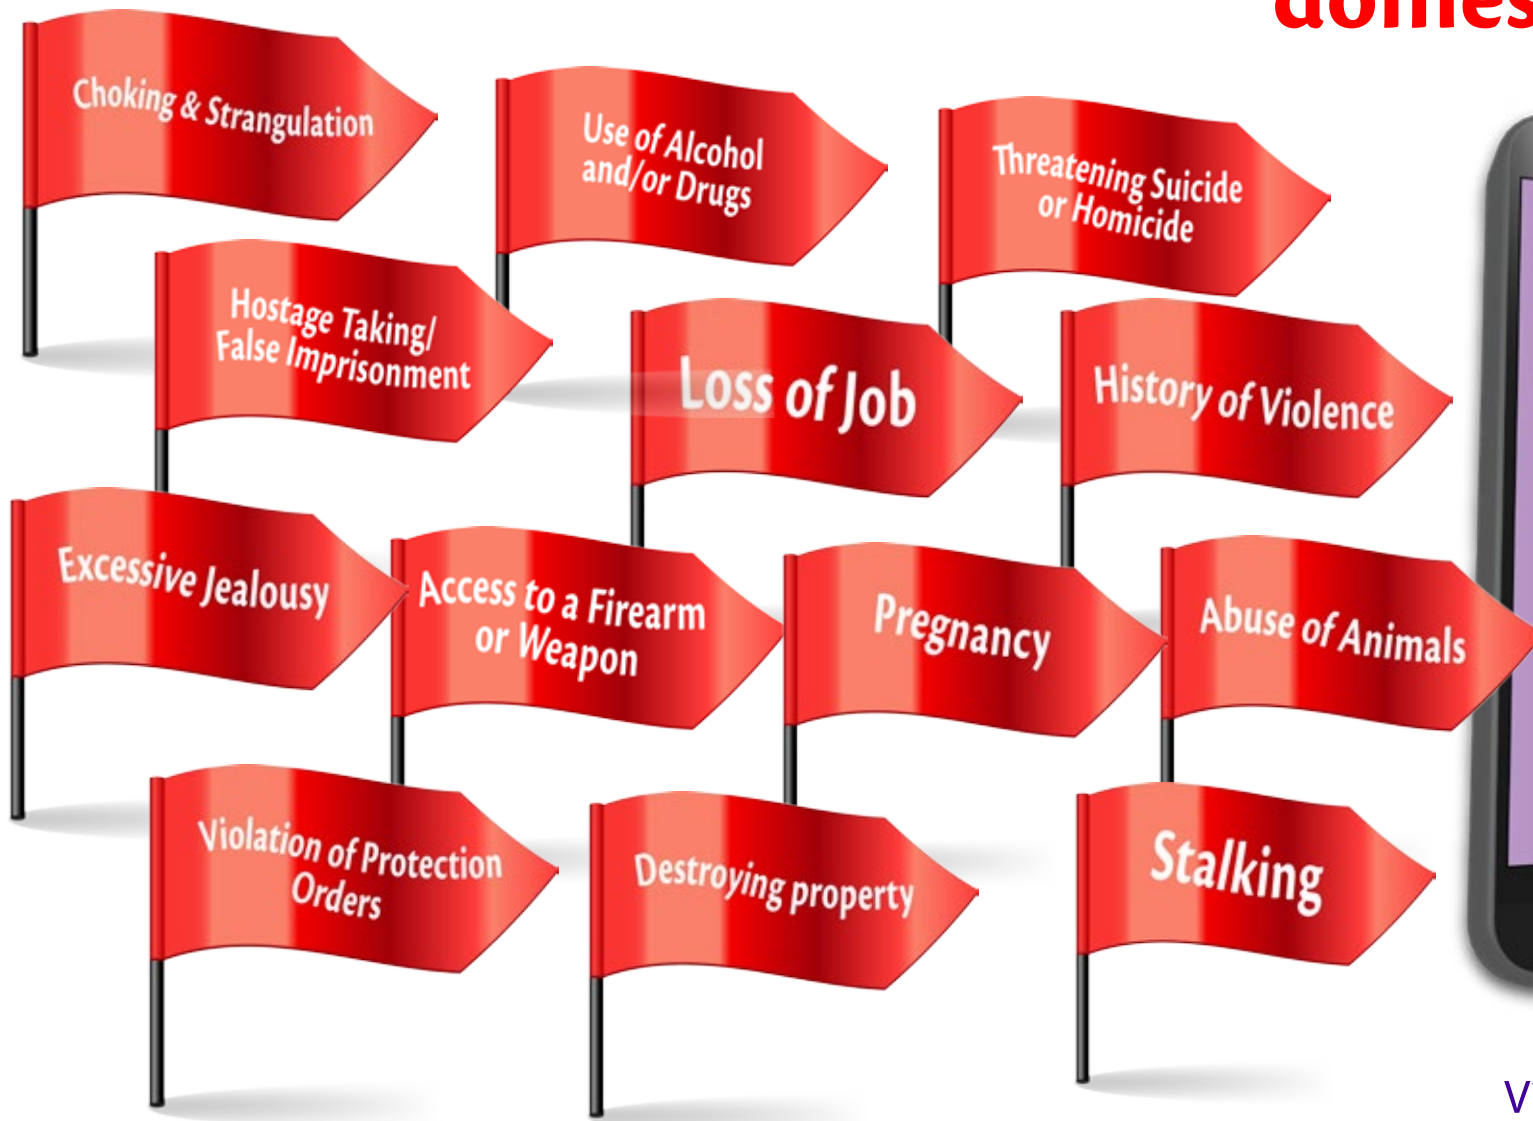 domes
Choking & Strangulation
Use of Alcohol
and/or Drugs
Threatening Suicide
or Homicide
Hostage Taking/
False Imprisonment
Loss of Job
History of Violence
Excessive Jealousy
Access to a Firearm
or Weapon
Pregnancy
Abuse of Animals
Violation of Protection
Orders
Destroying property
Stalking